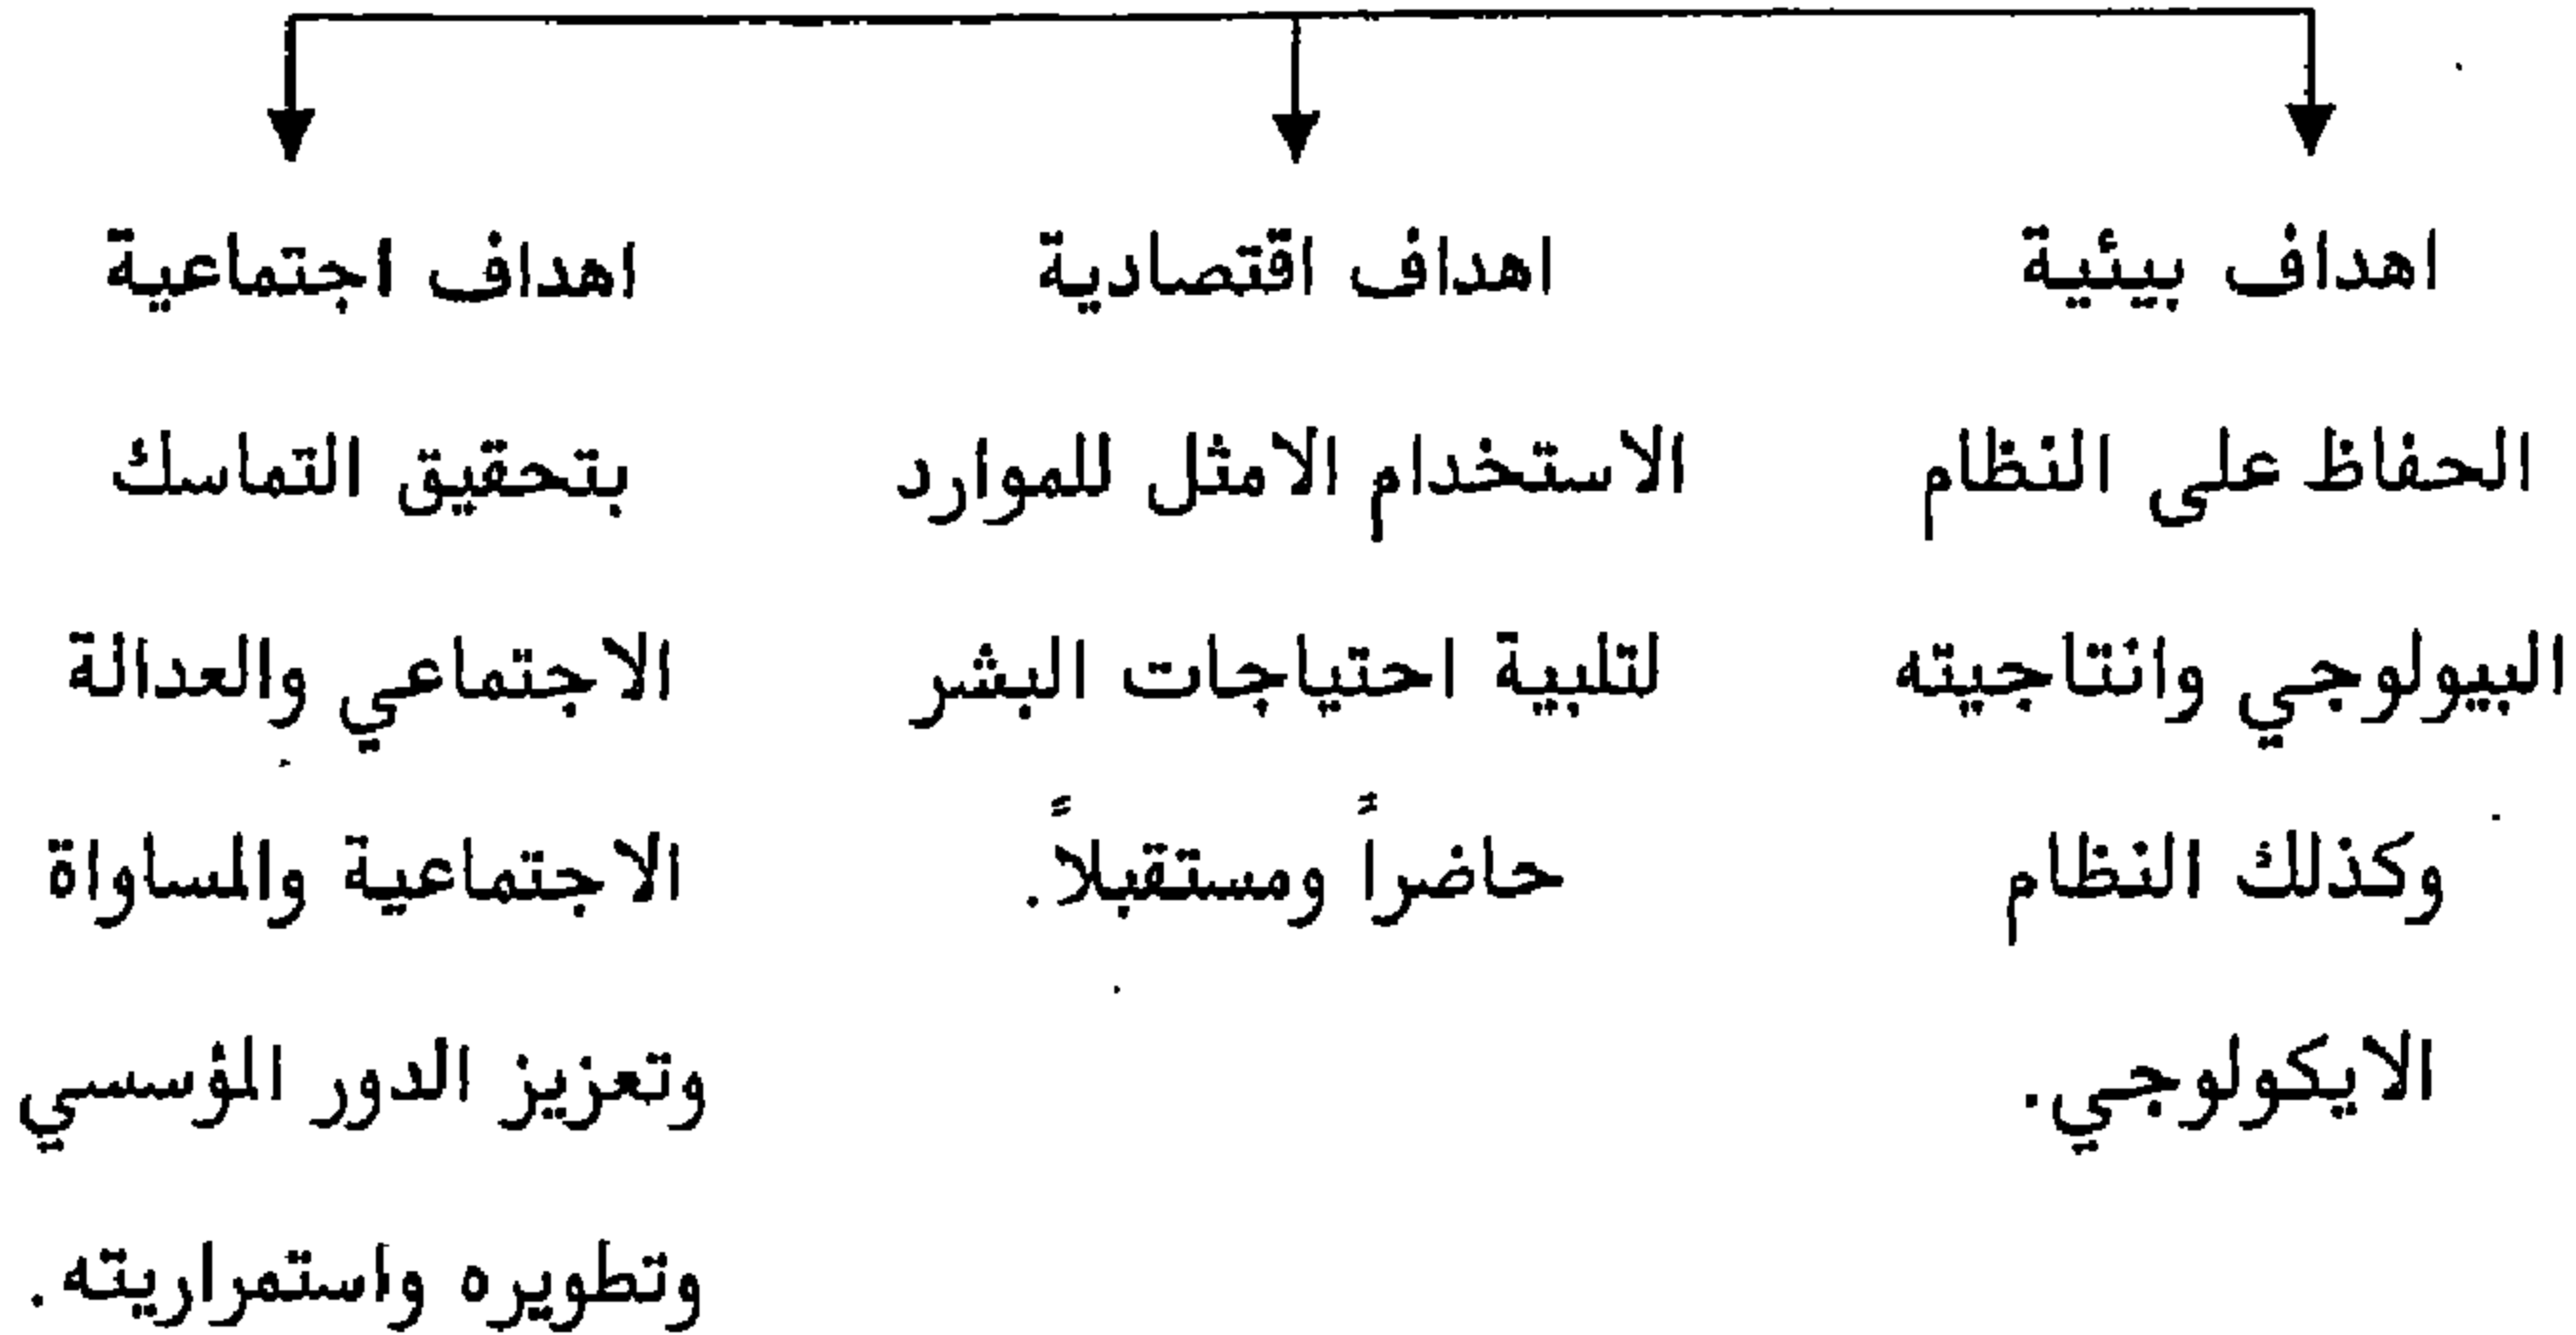 اهداف بيئية
الحفاظ على النظام
البيولوجي وانتاجيته
وكذلك النظام
الايكولوجي.
اهداف اقتصادية
الاستخدام الامثل للموارد
لتلبية احتياجات البشر
حاضراً ومستقبلاً.
اهداف اجتماعية
بتحقيق التماسك
الاجتماعي والعدالة
الاجتماعية والمساواة
وتعزيز الدور المؤسسي
وتطويره واستمراريته.